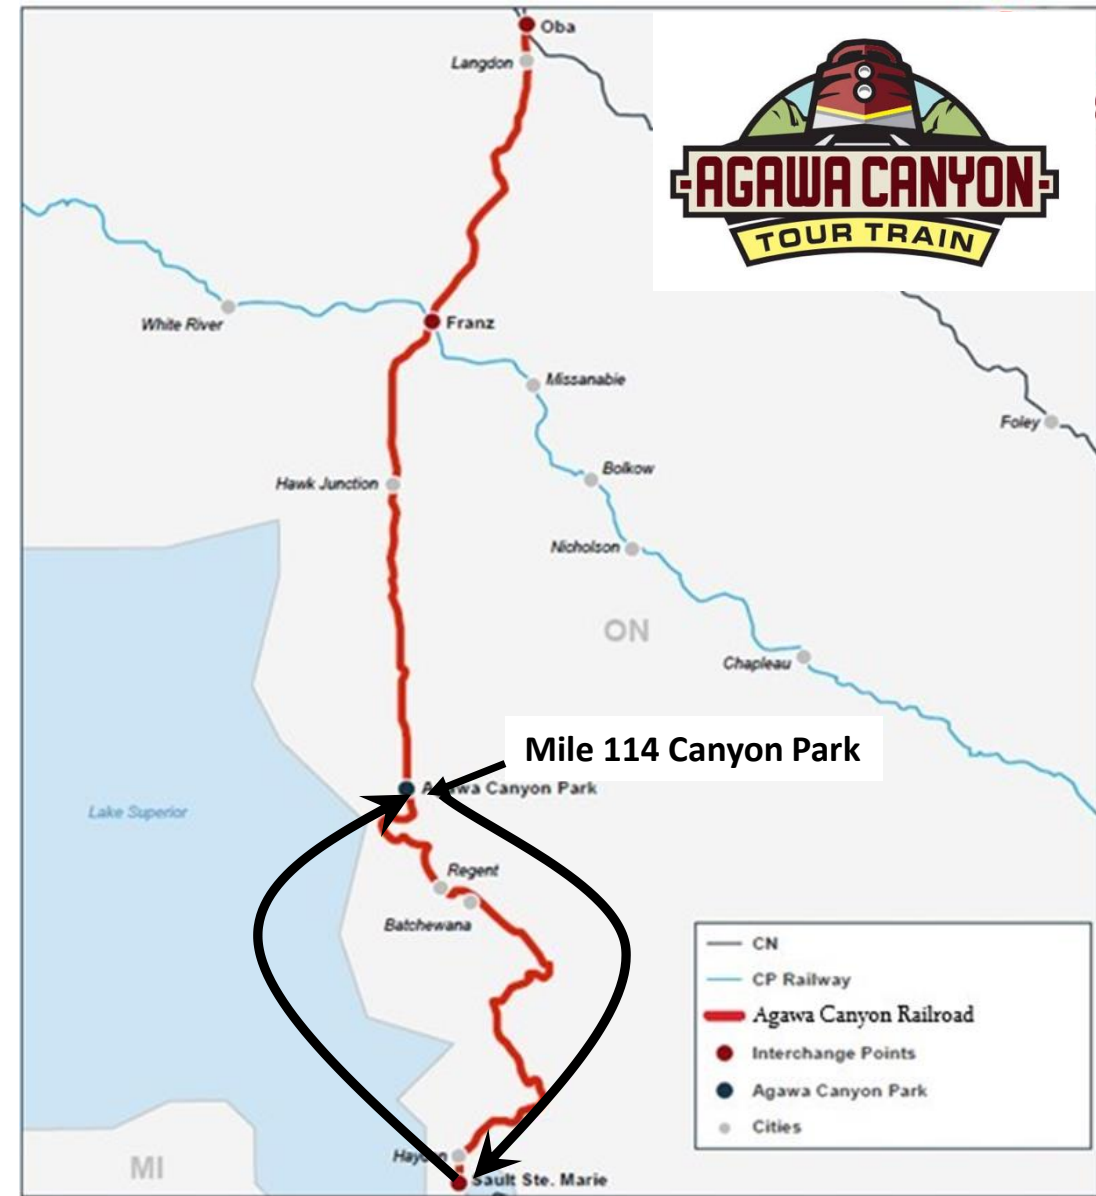 Oba
Langdon
AGAWA CANYON
TOUR TRAIN
White River
Franz
Missanabie
Foley
Bolkow
Hawk Junction
Nicholson
ON
Chapleau
Mile 114 Canyon Park
Agawa Canyon Park
Lake Superior
Regent
Batchewana
CN
CP Railway
Agawa Canyon Railroad
Interchange Points
Agawa Canyon Park
Cities
MI
Hayden
Sault Ste. Marie